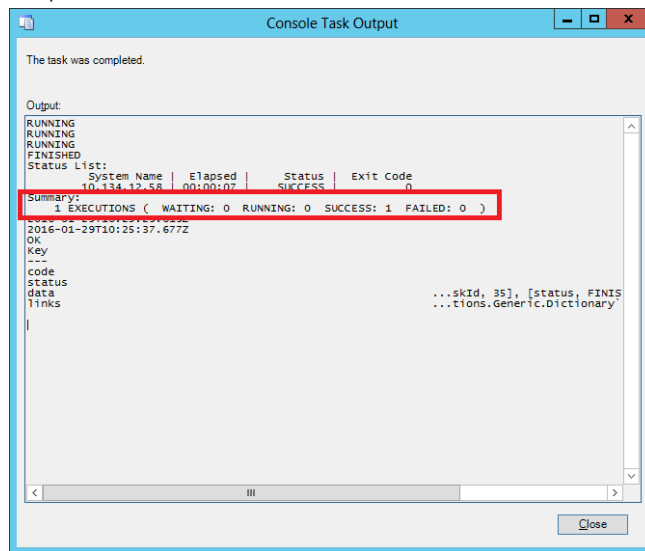 Console Task Output
The task was completed.
Output:
RUNNING
RUNNING
RUNNING
FINISHED
Status List:
System Name | Elapsed | Status | Exit Code
10.134.12.58 | 00:00:07 | SUCCESS | 0
Summary:
1 EXECUTIONS ( WAITING: 0 RUNNING: 0 SUCCESS: 1 FAILED: 0 )
2016-01-29T10:25:37.677Z
OK
Key
---
code
status
data ...skId, 35], [status, FINIS
links ...tions.Generic.Dictionary`
Close